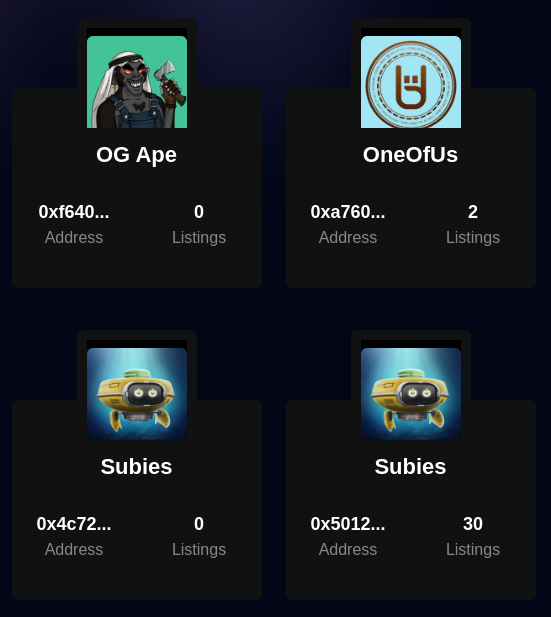 OG Ape
0xf640... 0
Address Listings
OneOfUs
0xa760... 2
Address Listings
Subies
0x4c72... 0
Address Listings
Subies
0x5012... 30
Address Listings